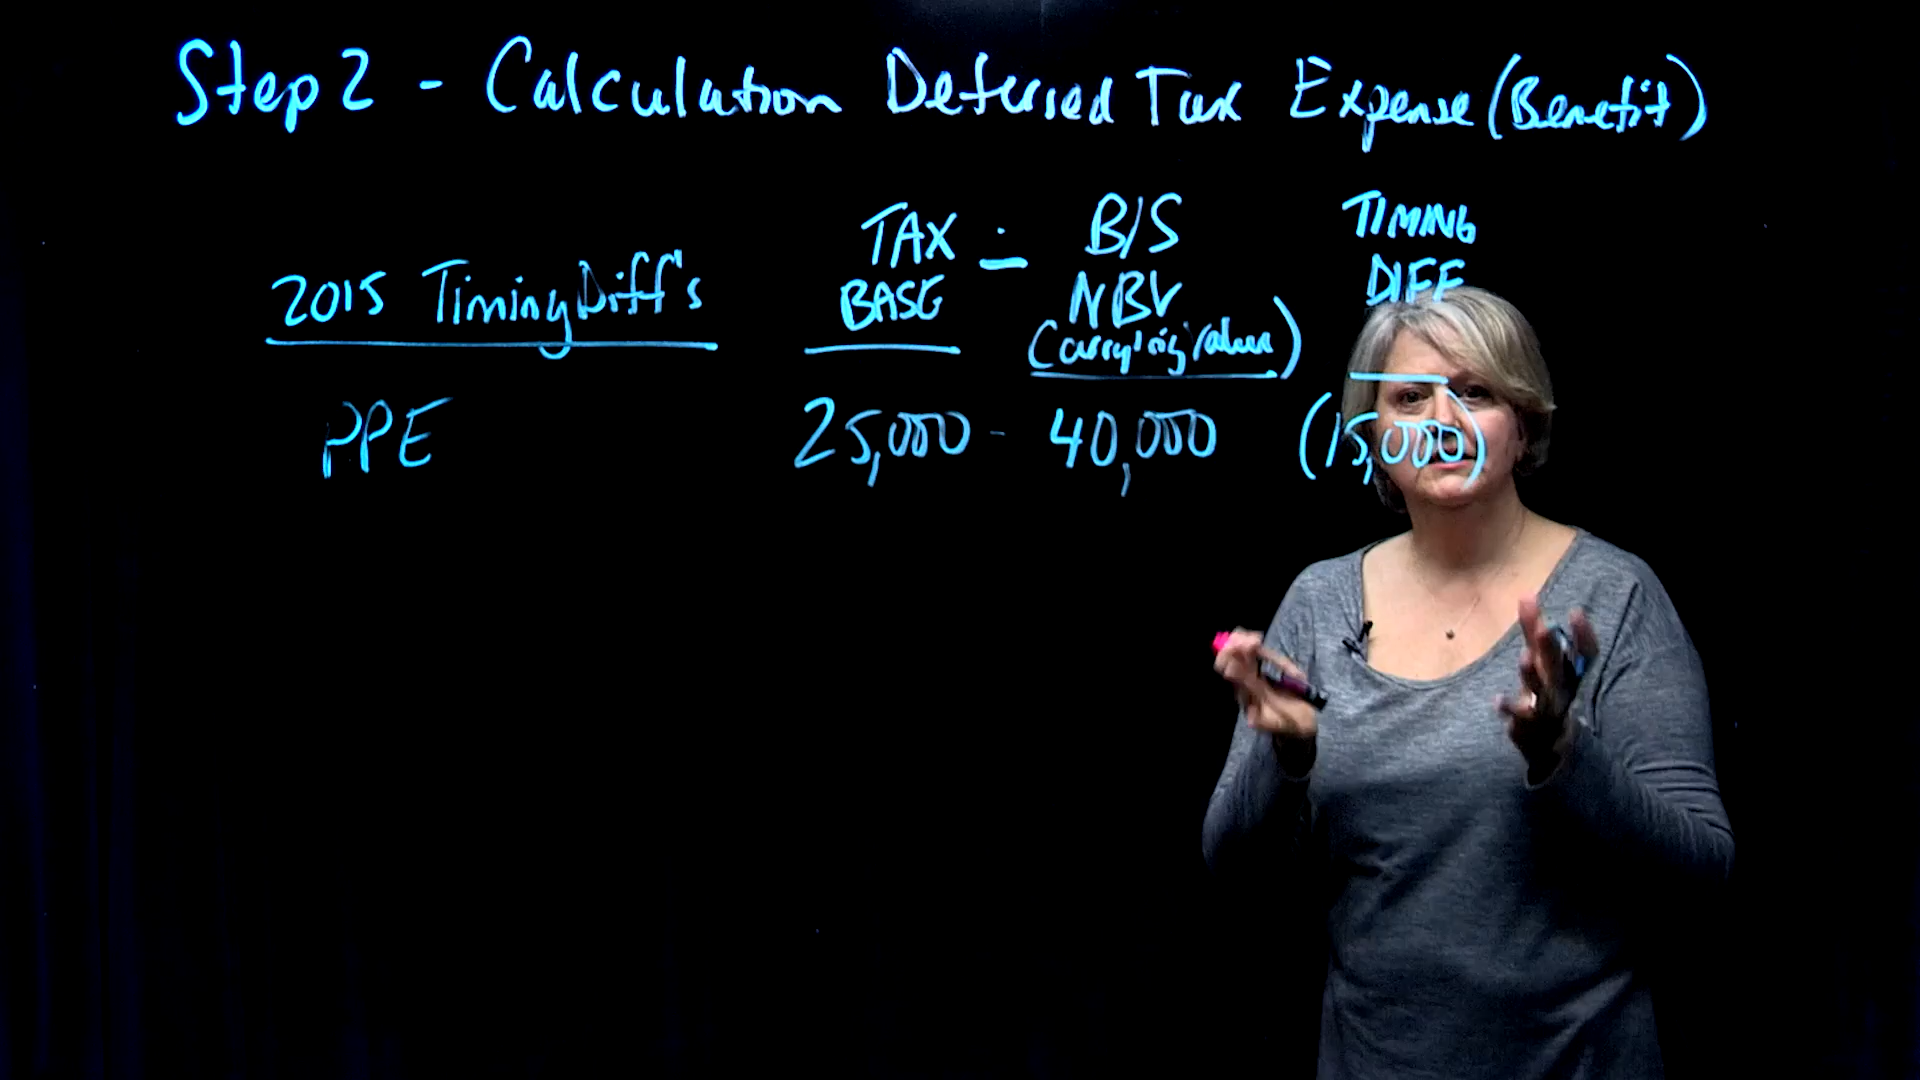 Step 2 - Calculation Deferred Tax Expense (Benefit)
2015 Timing Diff's
TAX BASE
-
B/S NBV
(carrying value)
TIMING DIFF
PPE 25,000 - 40,000 (15,000)